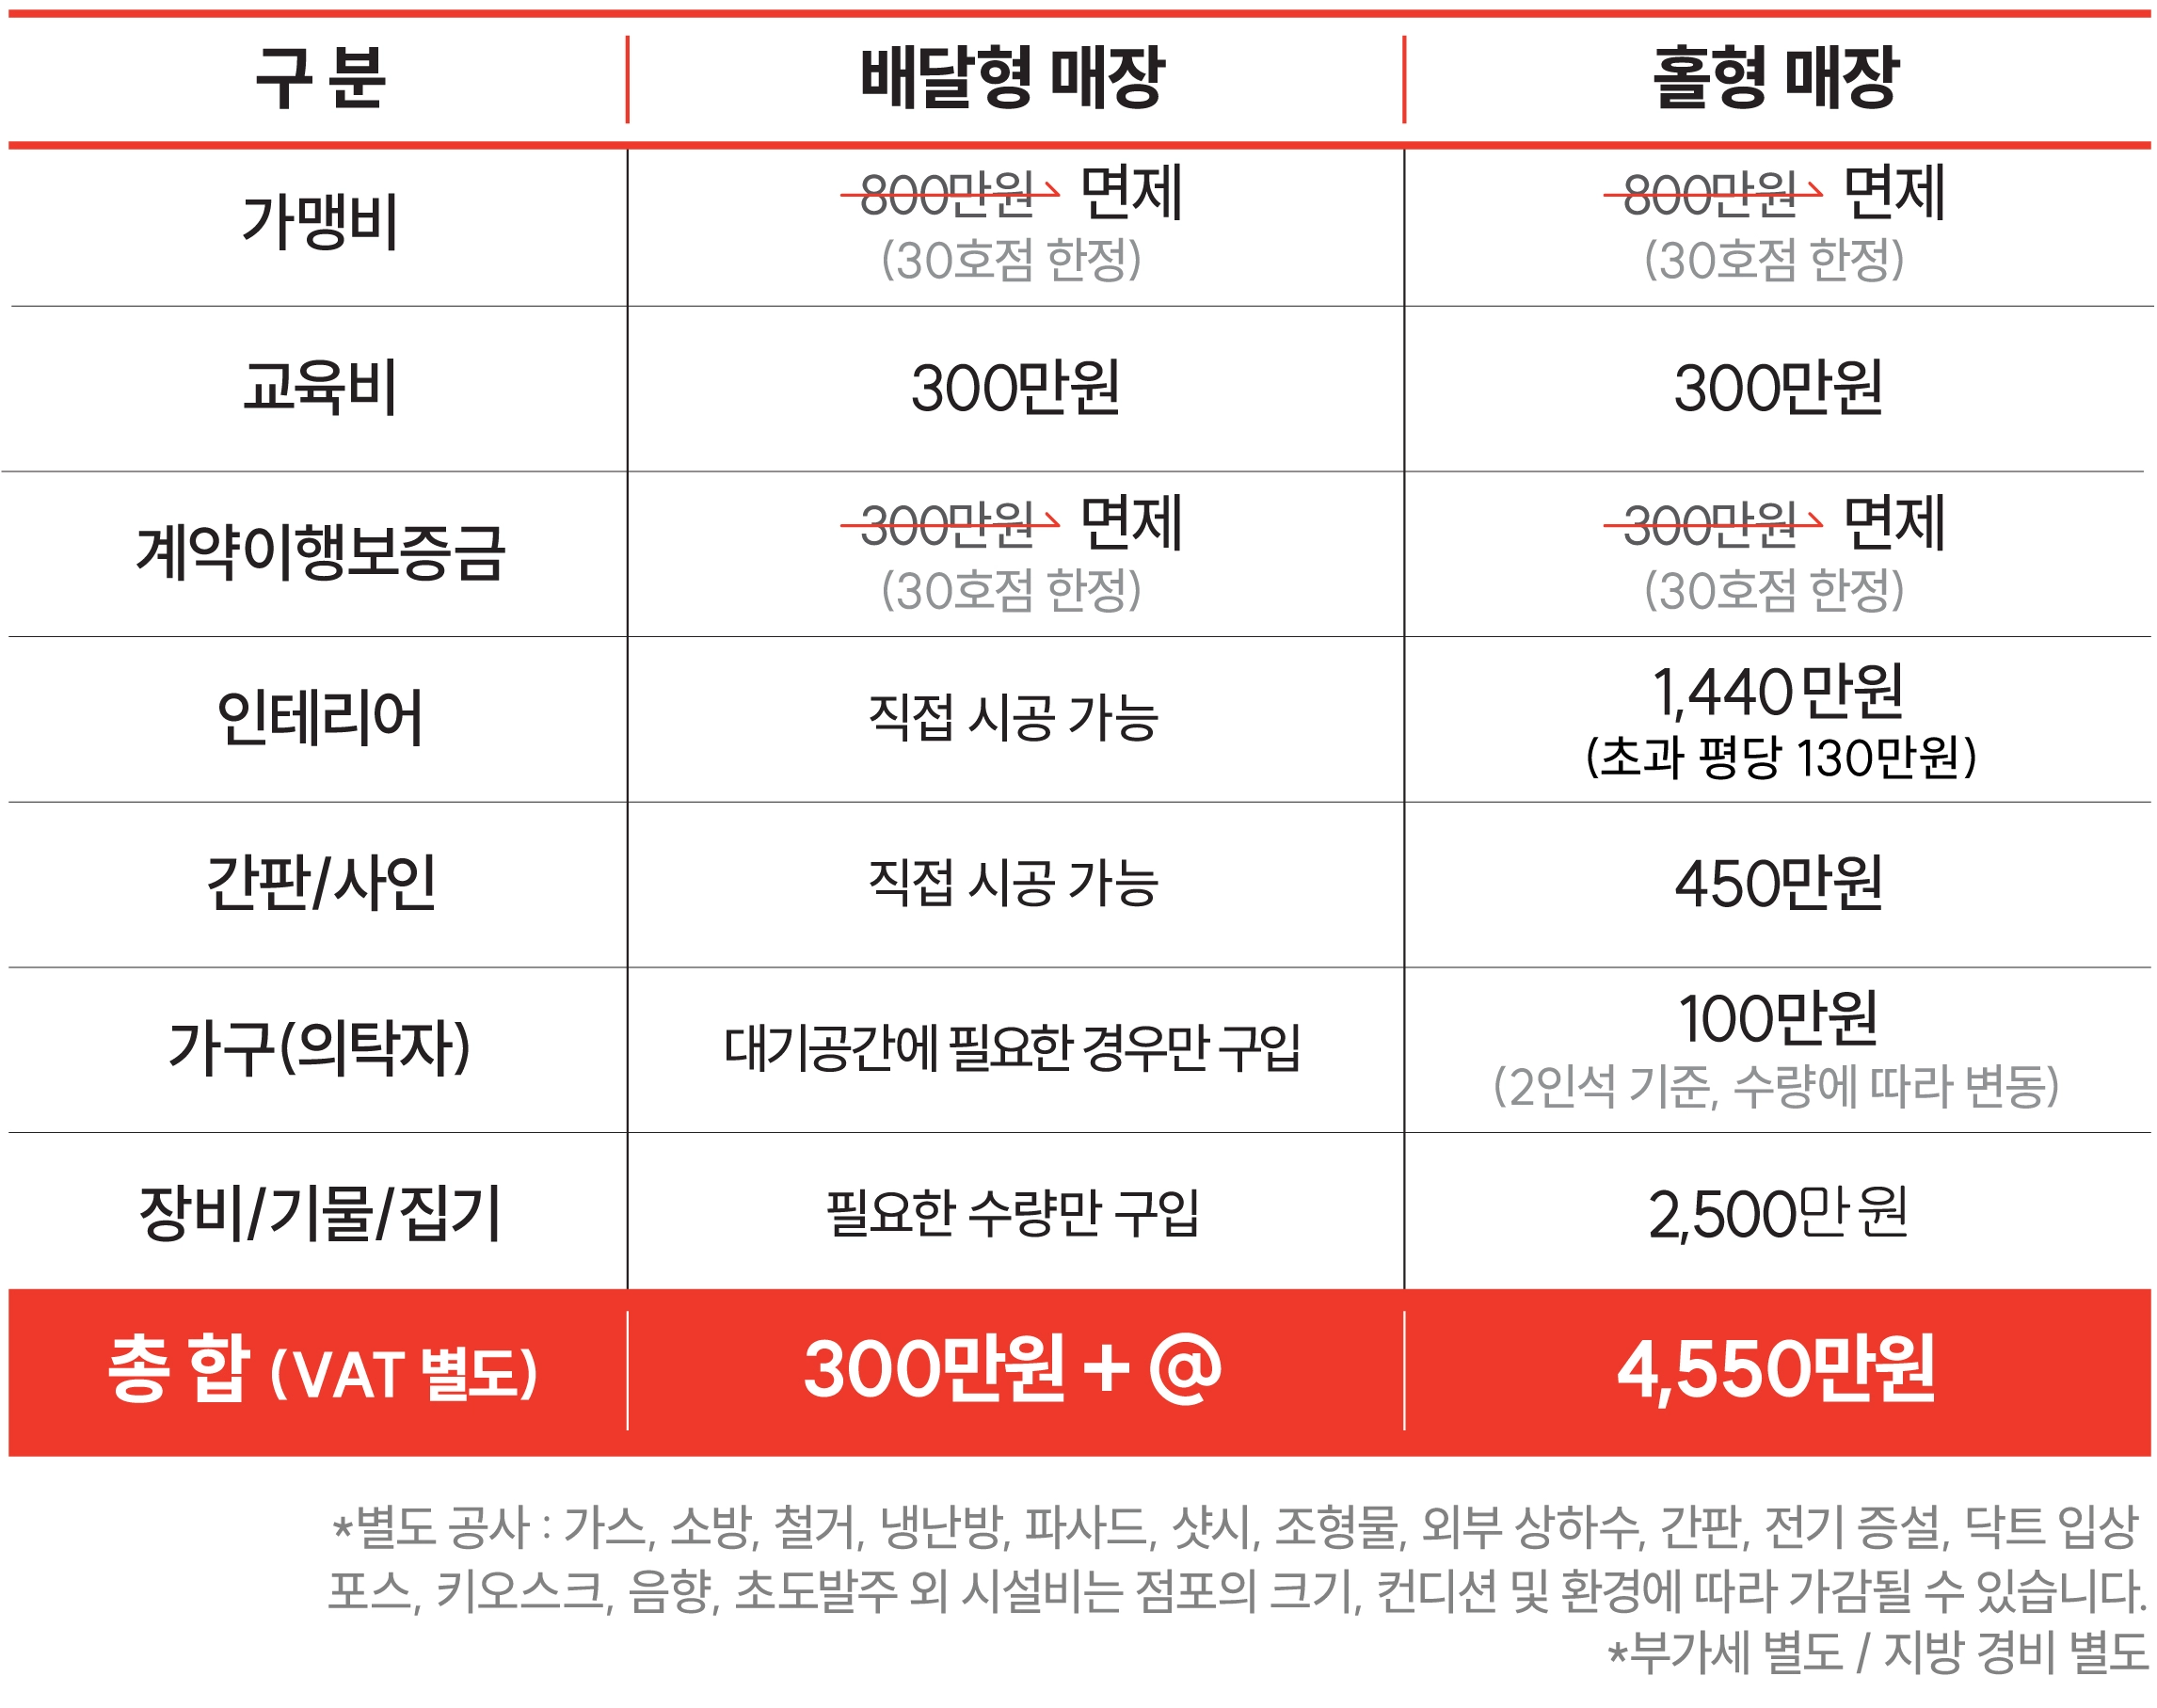 구 분 배달형 매장 홀형 매장
가맹비 800만원 면제 800만원 면제
(30호점 한정) (30호점 한정)
교육비 300만원 300만원
계약이행보증금 300만원 면제 300만원 면제
(30호점 한정) (30호점 한정)
인테리어 직접 시공 가능 1,440만원
(초과 평당 130만원)
간판/사인 직접 시공 가능 450만원
가구(의탁자) 대기공간에 필요한 경우만 구입 100만원
(2인석 기준, 수량에 따라 변동)
장비/기물/집기 필요한 수량만 구입 2,500만원
총 합 (VAT 별도) 300만원 + @ 4,550만원
*별도 공사 : 가스, 소방, 철거, 냉난방, 파사드, 샷시, 조형물, 외부 상하수, 간판, 전기 증설, 닥트 입상
포스, 키오스크, 음향, 초도발주 외 시설비는 점포의 크기, 컨디션 및 환경에 따라 가감될 수 있습니다.
*부가세 별도 / 지방 경비 별도